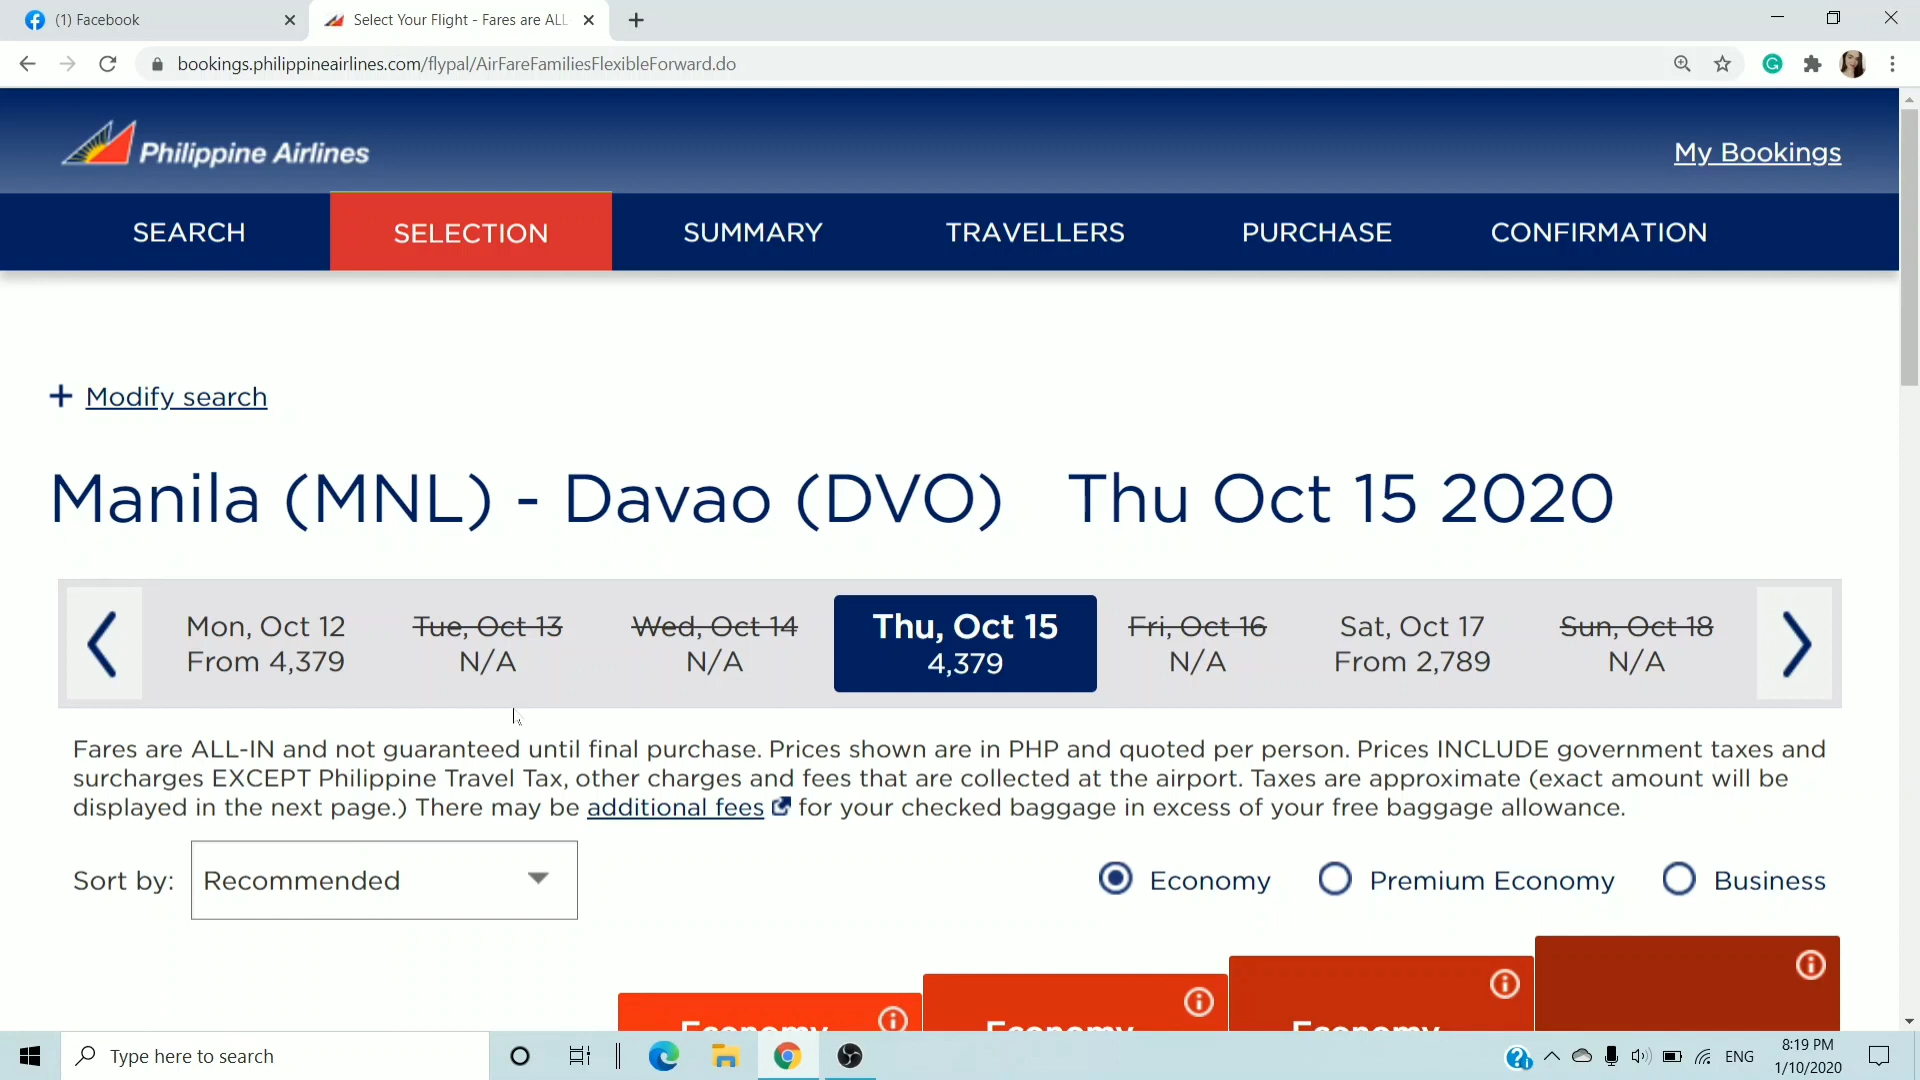 (1) Facebook
Select Your Flight - Fares are ALL
bookings.philippineairlines.com/flypal/AirFareFamiliesFlexibleForward.do
Philippine Airlines
My Bookings
SEARCH SELECTION SUMMARY TRAVELLERS PURCHASE CONFIRMATION
+ Modify search
Manila (MNL) - Davao (DVO) Thu Oct 15 2020
Mon, Oct 12
From 4,379
Tue, Oct 13
N/A
Wed, Oct 14
N/A
Thu, Oct 15
4,379
Fri, Oct 16
N/A
Sat, Oct 17
From 2,789
Sun, Oct 18
N/A
Fares are ALL-IN and not guaranteed until final purchase. Prices shown are in PHP and quoted per person. Prices INCLUDE government taxes and
surcharges EXCEPT Philippine Travel Tax, other charges and fees that are collected at the airport. Taxes are approximate (exact amount will be
displayed in the next page.) There may be additional fees for your checked baggage in excess of your free baggage allowance.
Sort by: Recommended
Economy Premium Economy Business
Economy Economy Economy
Type here to search
ENG
8:19 PM
1/10/2020